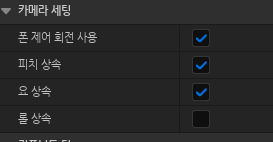 카메라 세팅
폰 제어 회전 사용
피치 상속
요 상속
롤 상속